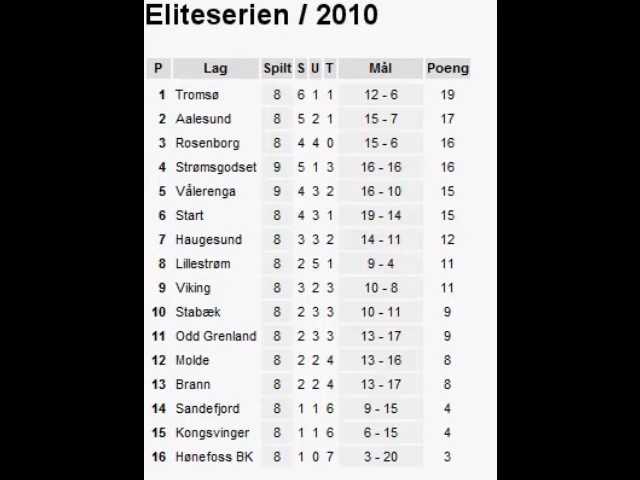 Eliteserien / 2010
P Lag Spilt S U T Mål Poeng
1 Tromsø 8 6 1 1 12 - 6 19
2 Aalesund 8 5 2 1 15 - 7 17
3 Rosenborg 8 4 4 0 15 - 6 16
4 Strømsgodset 9 5 1 3 16 - 16 16
5 Vålerenga 9 4 3 2 16 - 10 15
6 Start 8 4 3 1 19 - 14 15
7 Haugesund 8 3 3 2 14 - 11 12
8 Lillestrøm 8 2 5 1 9 - 4 11
9 Viking 8 3 2 3 10 - 8 11
10 Stabæk 8 2 3 3 10 - 11 9
11 Odd Grenland 8 2 3 3 13 - 17 9
12 Molde 8 2 2 4 13 - 16 8
13 Brann 8 2 2 4 13 - 17 8
14 Sandefjord 8 1 1 6 9 - 15 4
15 Kongsvinger 8 1 1 6 6 - 15 4
16 Hønefoss BK 8 1 0 7 3 - 20 3